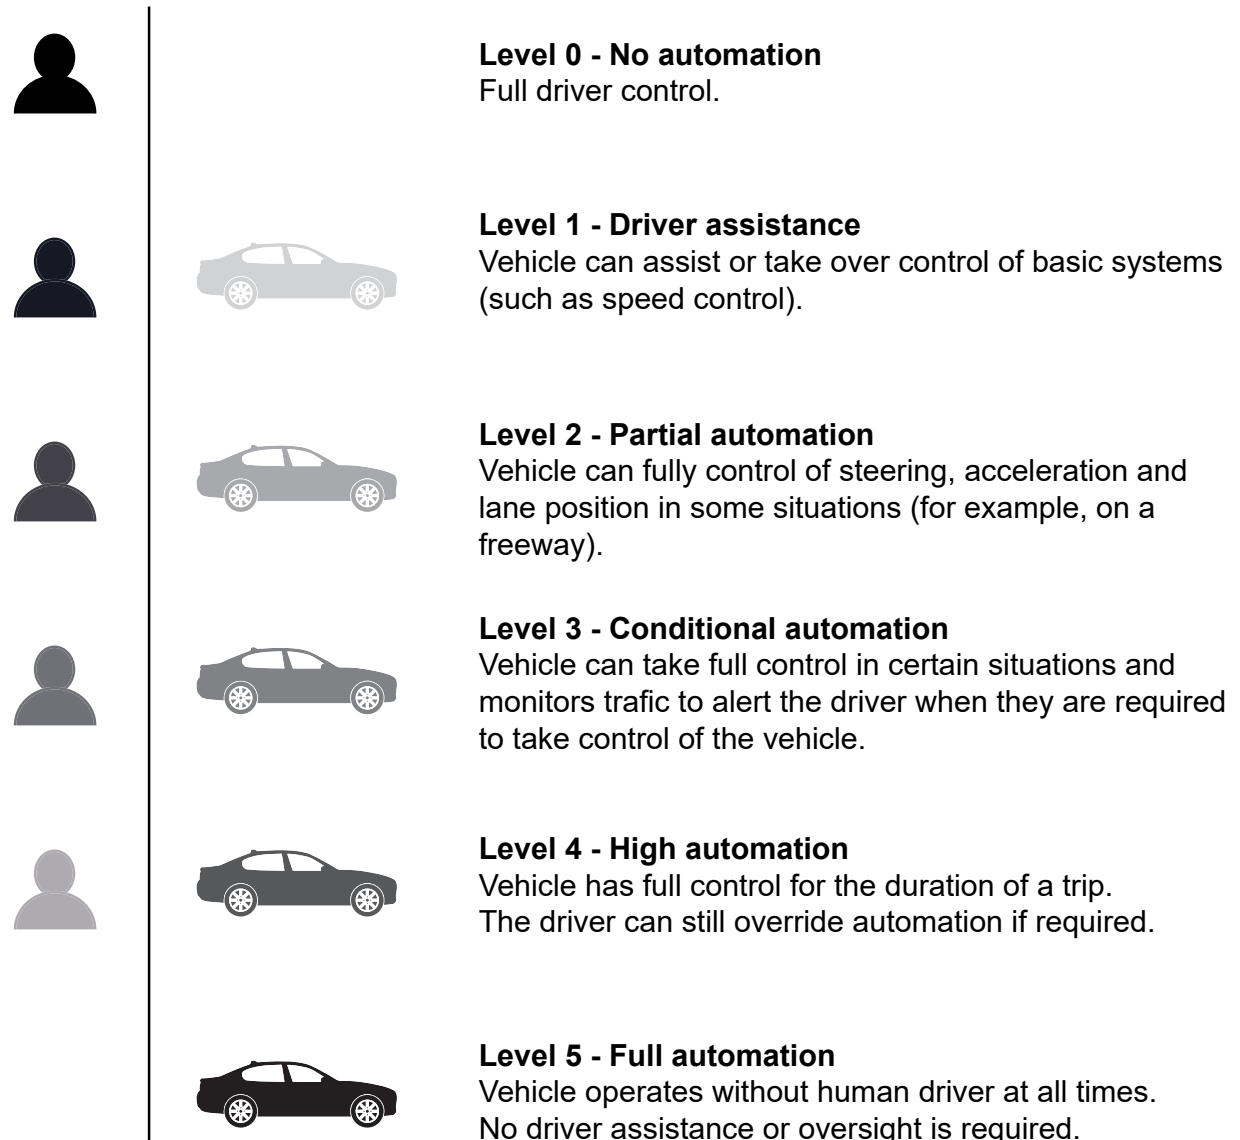 Level 0 - No automation
Full driver control.
Level 1 - Driver assistance
Vehicle can assist or take over control of basic systems
(such as speed control).
Level 2 - Partial automation
Vehicle can fully control of steering, acceleration and
lane position in some situations (for example, on a
freeway).
Level 3 - Conditional automation
Vehicle can take full control in certain situations and
monitors trafic to alert the driver when they are required
to take control of the vehicle.
Level 4 - High automation
Vehicle has full control for the duration of a trip.
The driver can still override automation if required.
Level 5 - Full automation
Vehicle operates without human driver at all times.
No driver assistance or oversight is required.